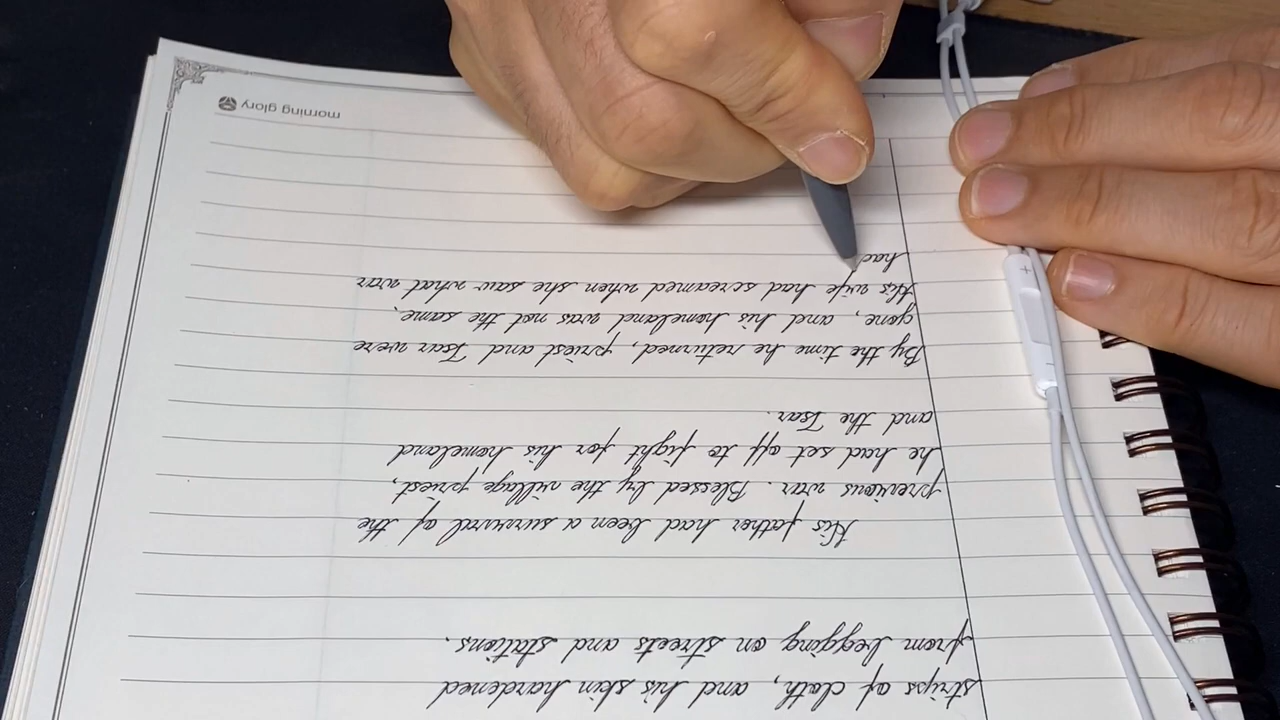 strips of cloth, and his skin hardened
from begging on streets and stations.
His father had been a survival of the
previous war. Blessed by the village priest,
he had set off to fight for his homeland
and the Tsar.
By the time he returned, priest and Tsar were
gone, and his homeland was not the same.
His wife had screamed when she saw what war
had
morning glory